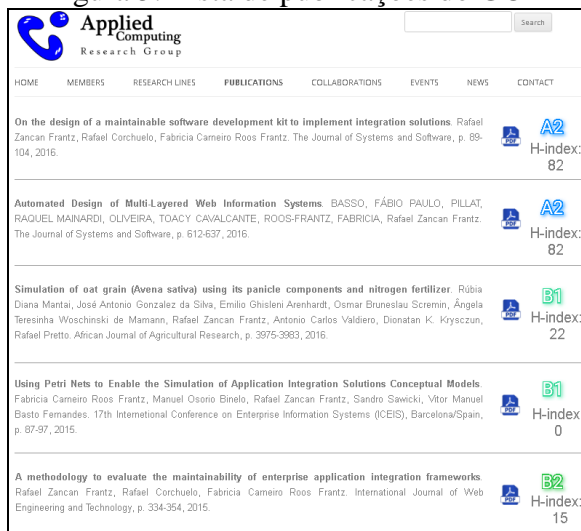 Applied
Computing
Research Group
Search
HOME MEMBERS RESEARCH LINES PUBLICATIONS COLLABORATIONS EVENTS NEWS CONTACT
On the design of a maintainable software development kit to implement integration solutions. Rafael
Zancan Frantz, Rafael Corchuelo, Fabricia Carneiro Roos Frantz. The Journal of Systems and Software, p. 89-
104, 2016.
PDF
A2
H-index:
82
Automated Design of Multi-Layered Web Information Systems. BASSO, FÁBIO PAULO, PILLAT,
RAQUEL MAINARDI, OLIVEIRA, TOACY CAVALCANTE, ROOS-FRANTZ, FABRICIA, Rafael Zancan Frantz.
The Journal of Systems and Software, p. 612-637, 2016.
PDF
A2
H-index:
82
Simulation of oat grain (Avena sativa) using its panicle components and nitrogen fertilizer. Rúbia
Diana Mantai, José Antonio Gonzalez da Silva, Emilio Ghisleni Arenhardt, Osmar Bruneslau Scremin, Ângela
Teresinha Woschinski de Mamann, Rafael Zancan Frantz, Antonio Carlos Valdiero, Dionatan K. Krysczun,
Rafael Pretto. African Journal of Agricultural Research, p. 3975-3983, 2016.
PDF
B1
H-index:
22
Using Petri Nets to Enable the Simulation of Application Integration Solutions Conceptual Models.
Fabricia Carneiro Roos Frantz, Manuel Osorio Binelo, Rafael Zancan Frantz, Sandro Sawicki, Vitor Manuel
Basto Fernandes. 17th Internetional Conference on Enterprise Information Systems (ICEIS), Barcelona/Spain,
p. 87-97, 2015.
PDF
B1
H-index
0
A methodology to evaluate the maintainability of enterprise application integration frameworks.
Rafael Zancan Frantz, Rafael Corchuelo, Fabricia Carneiro Roos Frantz. International Journal of Web
Engineering and Technology, p. 334-354, 2015.
PDF
B2
H-index:
15